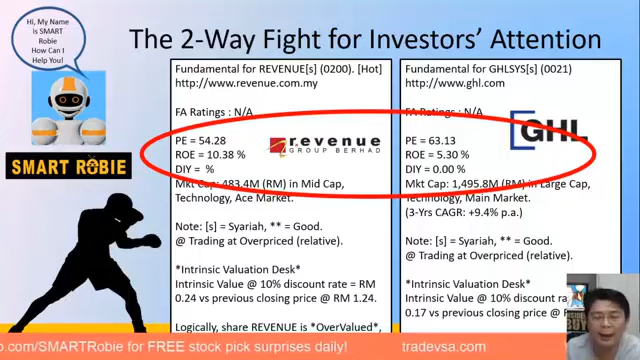 Hi, My Name
is SMART
Robie
How Can I
Help You!
The 2-Way Fight for Investors’ Attention
SMART ROBIE
Fundamental for REVENUE[s] (0200). [Hot]
http://www.revenue.com.my
FA Ratings : N/A
PE = 54.28
ROE = 10.38 %
DIY = %
Mkt Cap: 483.4M (RM) in Mid Cap,
Technology, Ace Market.
Note: [s] = Syariah, ** = Good.
@ Trading at Overpriced (relative).
*Intrinsic Valuation Desk*
Intrinsic Value @ 10% discount rate = RM
0.24 vs previous closing price @ RM 1.24.
Logically, share REVENUE is *OverValued*,
revenue
GROUP BERHAD
Fundamental for GHLSYS[s] (0021)
http://www.ghl.com
FA Ratings : N/A
PE = 63.13
ROE = 5.30 %
DIY = 0.00 %
Mkt Cap: 1,495.8M (RM) in Large Cap,
Technology, Main Market.
(3-Yrs CAGR: +9.4% p.a.)
Note: [s] = Syariah, ** = Good.
@ Trading at Overpriced (relative).
*Intrinsic Valuation Desk*
Intrinsic Value @ 10% discount
0.17 vs previous closing price @
GHL
BUY
o.com/SMARTRobie for FREE stock pick surprises daily!
tradevsa.com